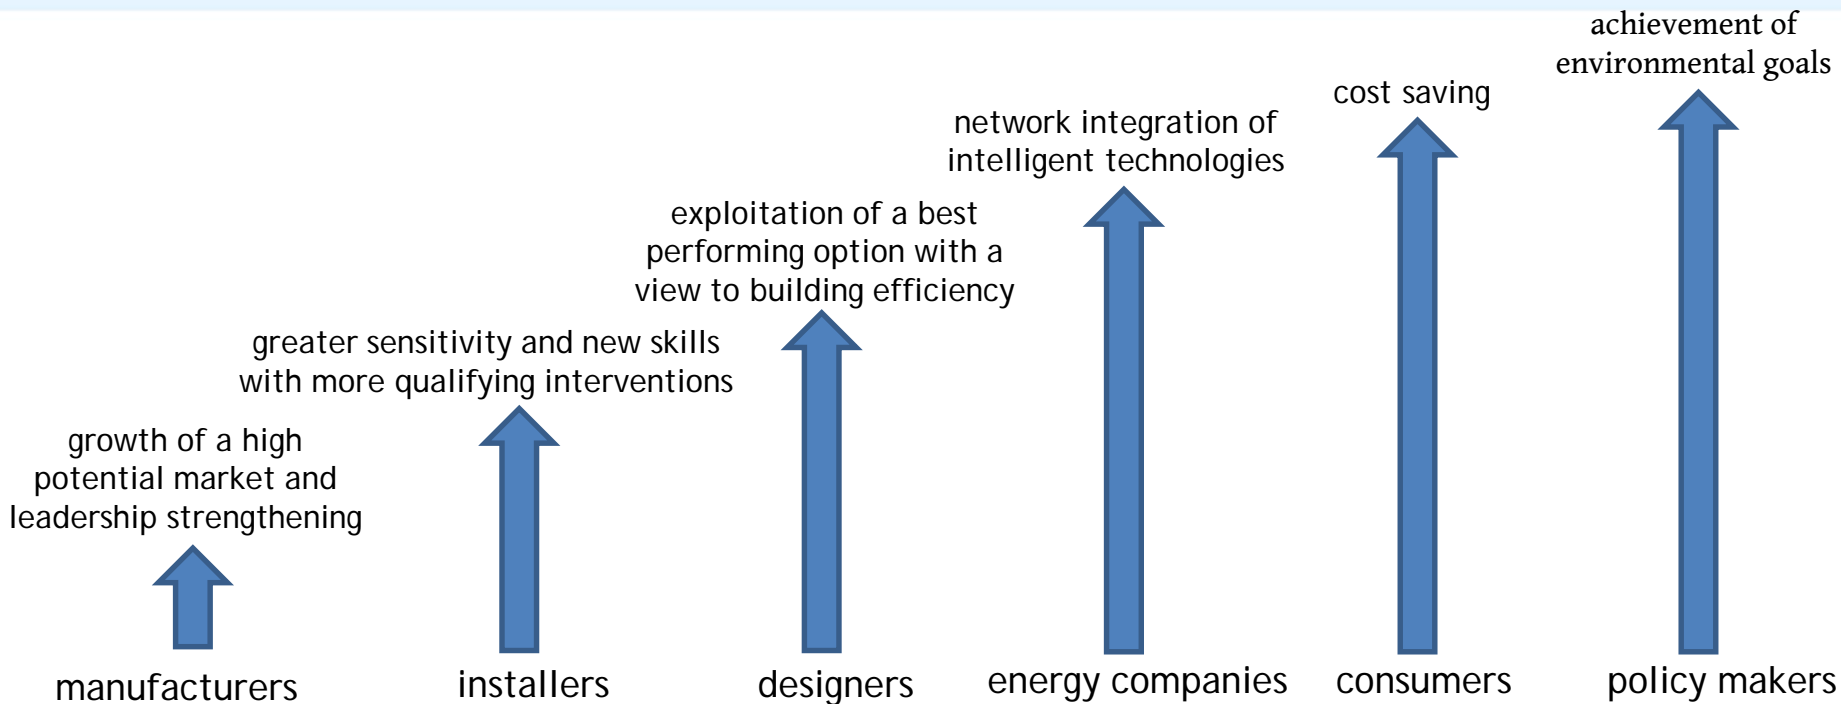 achievement of
environmental goals
cost saving
network integration of
intelligent technologies
exploitation of a best
performing option with a
view to building efficiency
greater sensitivity and new skills
with more qualifying interventions
growth of a high
potential market and
leadership strengthening
manufacturers
installers
designers
energy companies
consumers
policy makers